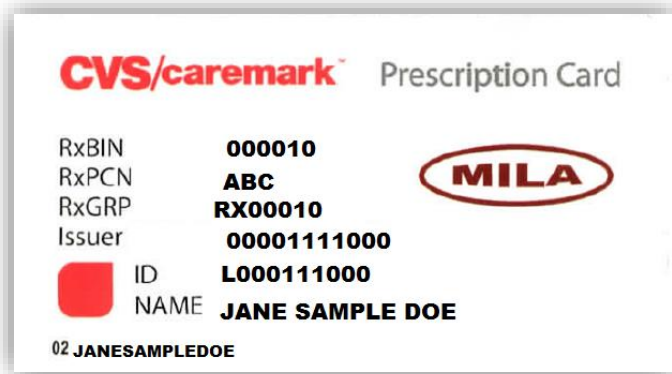 CVS/caremark™ Prescription Card
RxBIN 000010
RxPCN ABC
MILA
RxGRP RX00010
Issuer 00001111000
ID L000111000
NAME JANE SAMPLE DOE
02 JANESAMPLEDOE